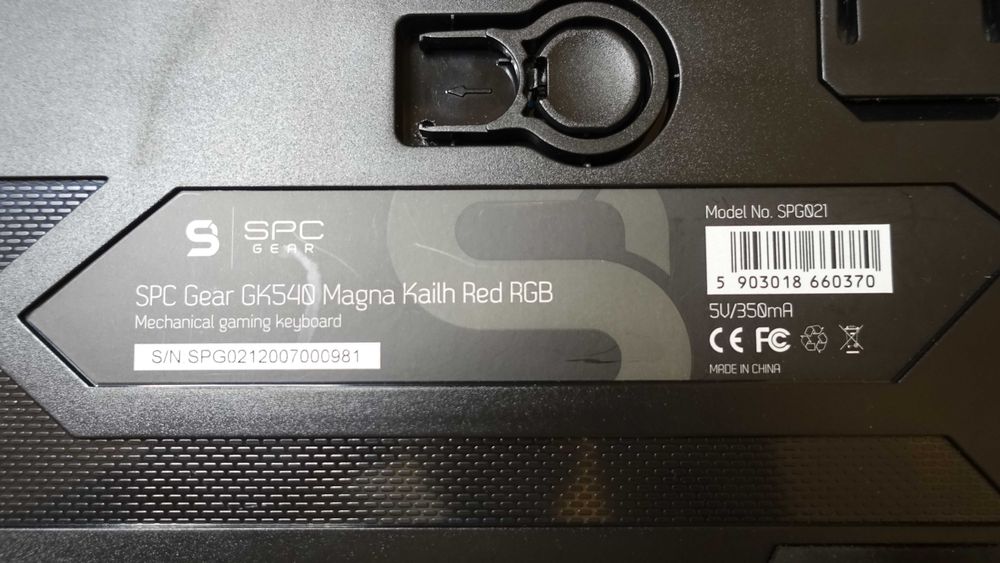 SPC
GEAR
SPC Gear GK540 Magna Kailh Red RGB
Mechanical gaming keyboard
S/N SPG0212007000981
Model No. SPG021
5 903018 660370
5V/350mA
CE FC
MADE IN CHINA